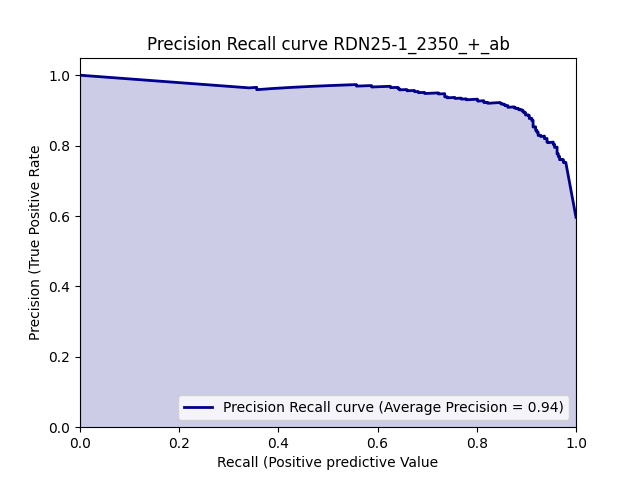 Precision Recall curve RDN25-1_2350_+_ab
Precision (True Positive Rate
1.0
0.8
0.6
0.4
0.2
0.0
Precision Recall curve (Average Precision = 0.94)
0.0 0.2 0.4 0.6 0.8 1.0
Recall (Positive predictive Value